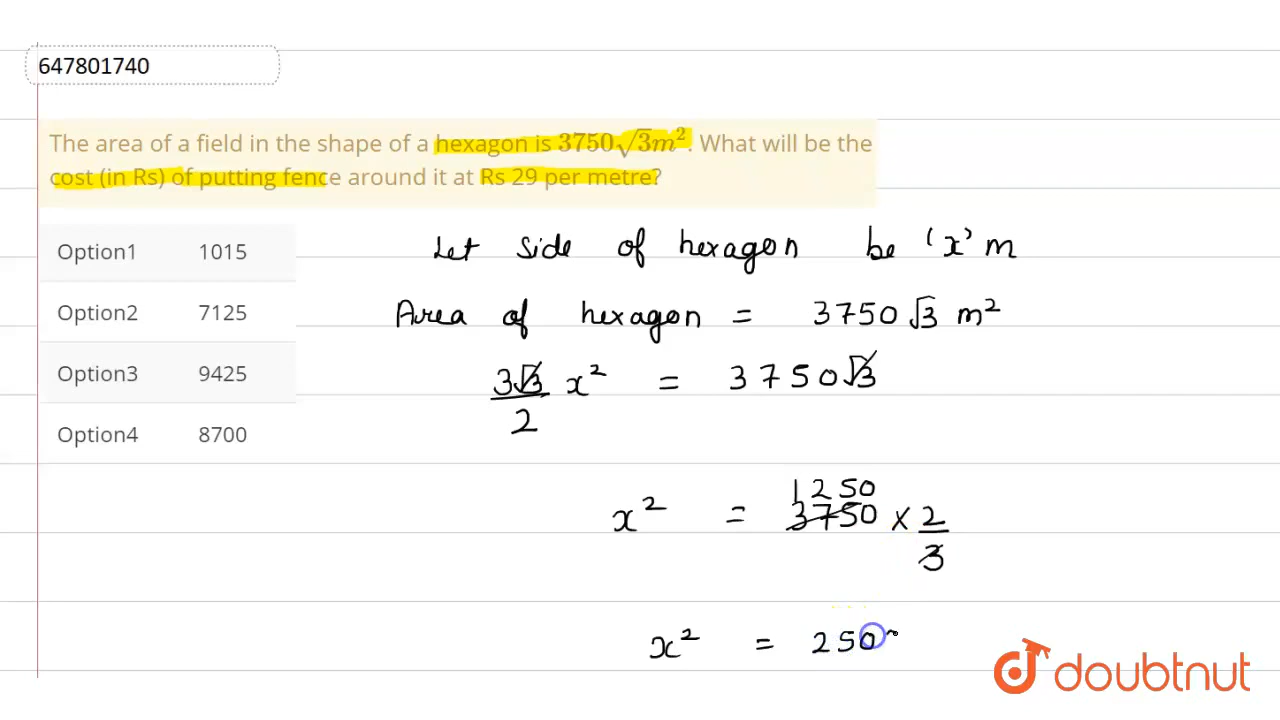 647801740
The area of a field in the shape of a hexagon is 3750√3m². What will be the
cost (in Rs) of putting fence around it at Rs 29 per metre?
Option1 1015
Option2 7125
Option3 9425
Option4 8700
Let side of hexagon be 'x' m
Area of hexagon = 3750 √3 m²
3√3/2 x² = 3750√3
1250
x² = 3750 × 2/3
x² = 250
doubtnut